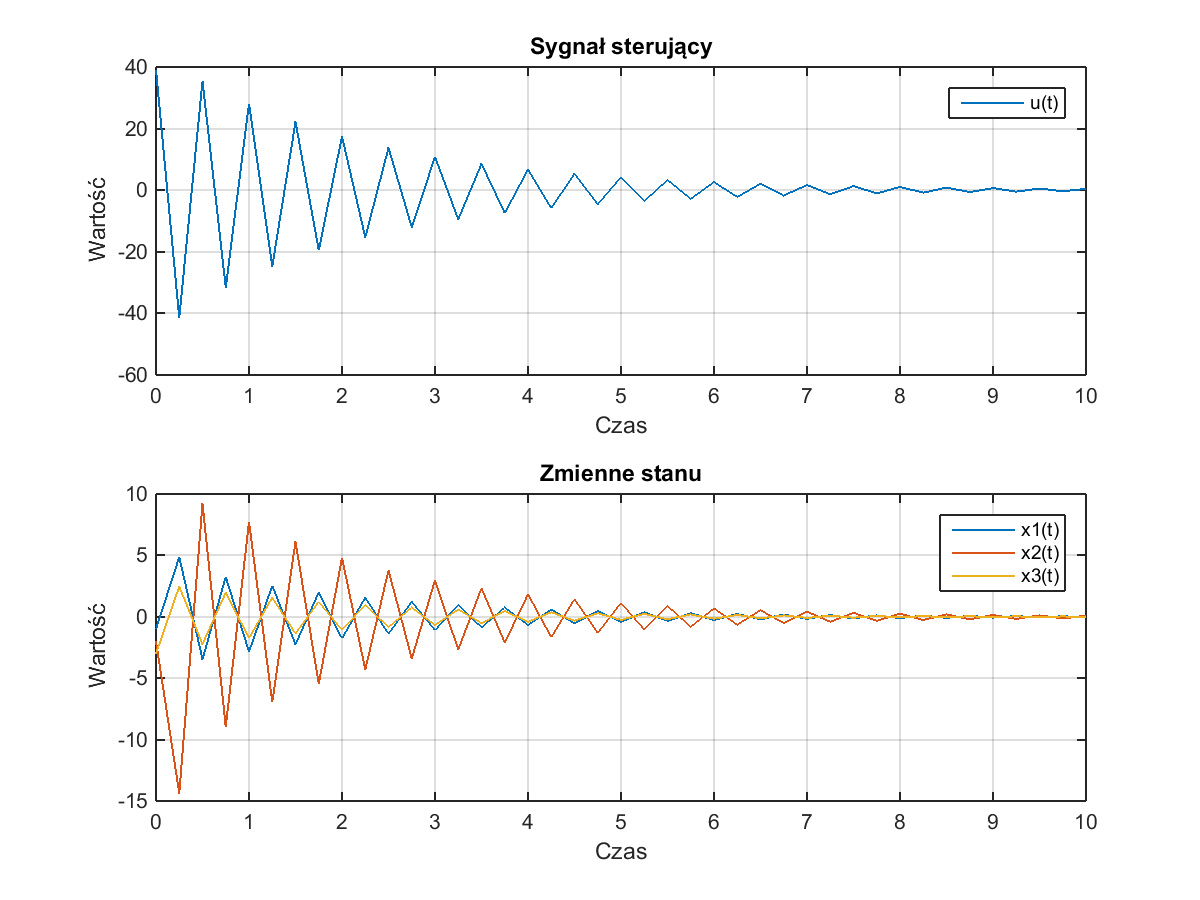 Sygnał sterujący
40
20
0
-20
-40
-60
Wartość
u(t)
0 1 2 3 4 5 6 7 8 9 10
Czas
Zmienne stanu
10
5
0
-5
-10
-15
Wartość
x1(t)
x2(t)
x3(t)
0 1 2 3 4 5 6 7 8 9 10
Czas